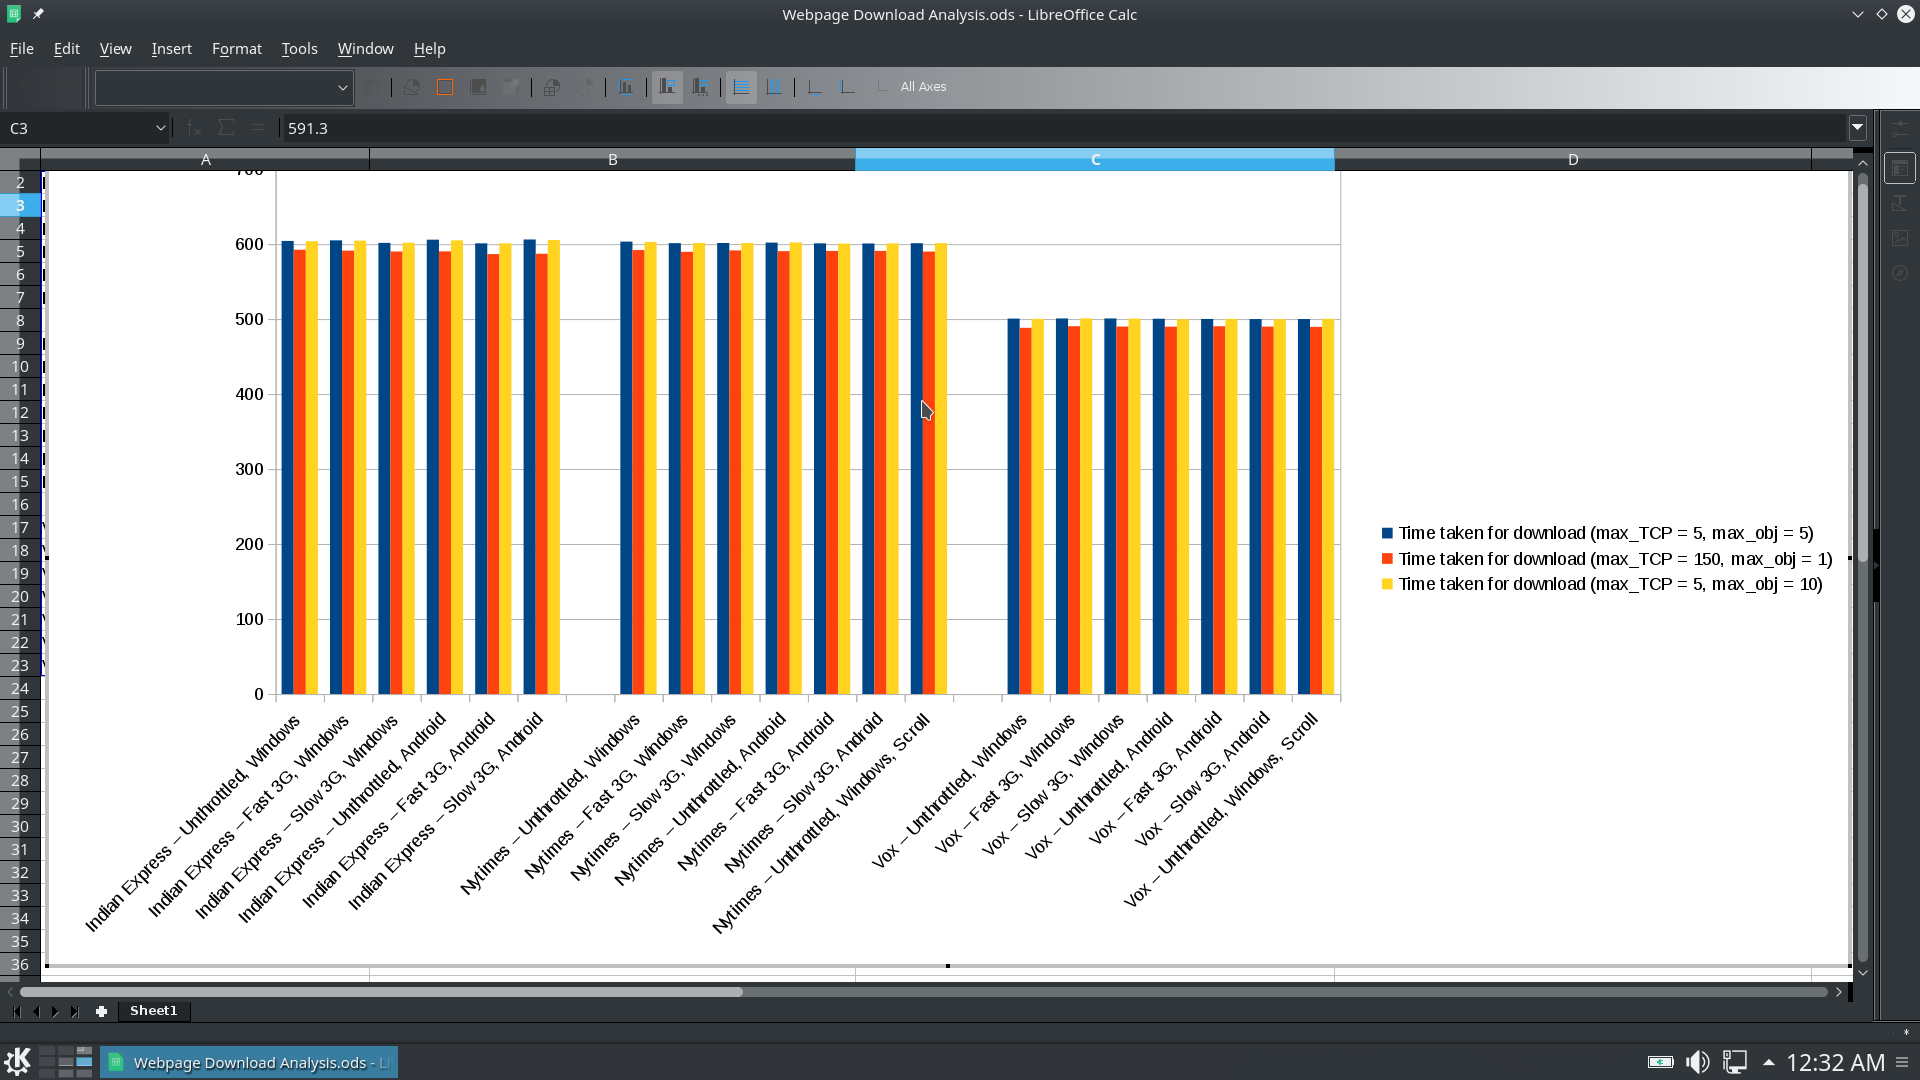 Webpage Download Analysis.ods - LibreOffice Calc
File Edit View Insert Format Tools Window Help
All Axes
C3 591.3
A B C D
2
3
4
5
6
7
8
9
10
11
12
13
14
15
16
17
18
19
20
21
22
23
24
25
26
27
28
29
30
31
32
33
34
35
36
700
600
500
400
300
200
100
0
Time taken for download (max_TCP = 5, max_obj = 5)
Time taken for download (max_TCP = 150, max_obj = 1)
Time taken for download (max_TCP = 5, max_obj = 10)
Indian Express – Unthrottled, Windows
Indian Express – Fast 3G, Windows
Indian Express – Slow 3G, Windows
Indian Express – Unthrottled, Android
Indian Express – Fast 3G, Android
Indian Express – Slow 3G, Android
Nytimes – Unthrottled, Windows
Nytimes – Fast 3G, Windows
Nytimes – Slow 3G, Windows
Nytimes – Unthrottled, Android
Nytimes – Fast 3G, Android
Nytimes – Slow 3G, Android
Nytimes – Unthrottled, Windows, Scroll
Vox – Unthrottled, Windows
Vox – Fast 3G, Windows
Vox – Slow 3G, Windows
Vox – Unthrottled, Android
Vox – Fast 3G, Android
Vox – Slow 3G, Android
Vox – Unthrottled, Windows, Scroll
Sheet1
*
Webpage Download Analysis.ods - Li
12:32 AM